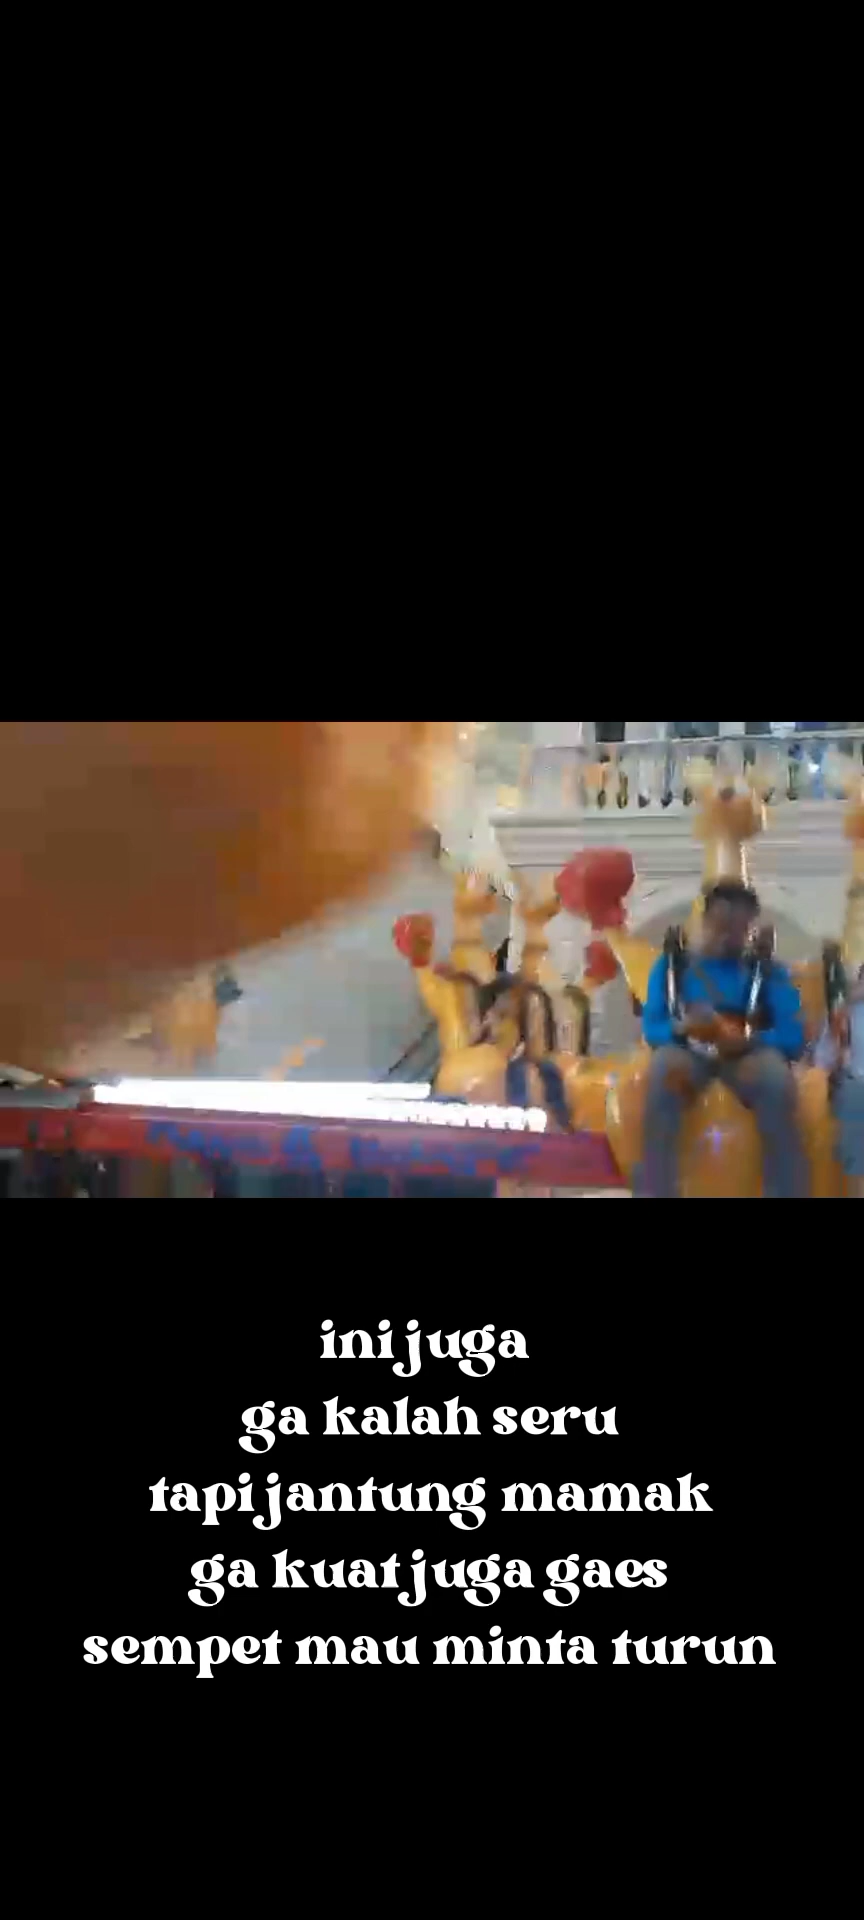 ini juga
ga kalah seru
tapi jantung mamak
ga kuat juga gaes
sempet mau minta turun